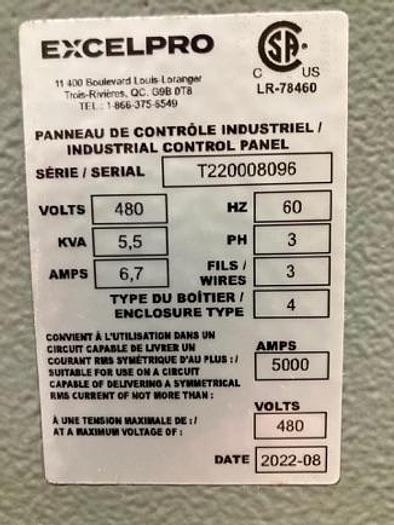 EXCELPRO
11 400 Boulevard Louis-Loranger
Trois-Rivières, QC. G9B 0T8
TEL.: 1-866-375-6549
CSA
C US
LR-78460
PANNEAU DE CONTRÔLE INDUSTRIEL /
INDUSTRIAL CONTROL PANEL
SÉRIE / SERIAL T220008096
VOLTS 480 HZ 60
KVA 5,5 PH 3
AMPS 6,7 FILS / WIRES 3
TYPE DU BOÎTIER /
ENCLOSURE TYPE 4
CONVIENT À L'UTILISATION DANS UN
CIRCUIT CAPABLE DE LIVRER UN
COURANT RMS SYMÉTRIQUE D'AU PLUS : /
SUITABLE FOR USE ON A CIRCUIT
CAPABLE OF DELIVERING A SYMMETRICAL
RMS CURRENT OF NOT MORE THAN :
AMPS
5000
À UNE TENSION MAXIMALE DE : /
AT A MAXIMUM VOLTAGE OF :
VOLTS
480
DATE 2022-08